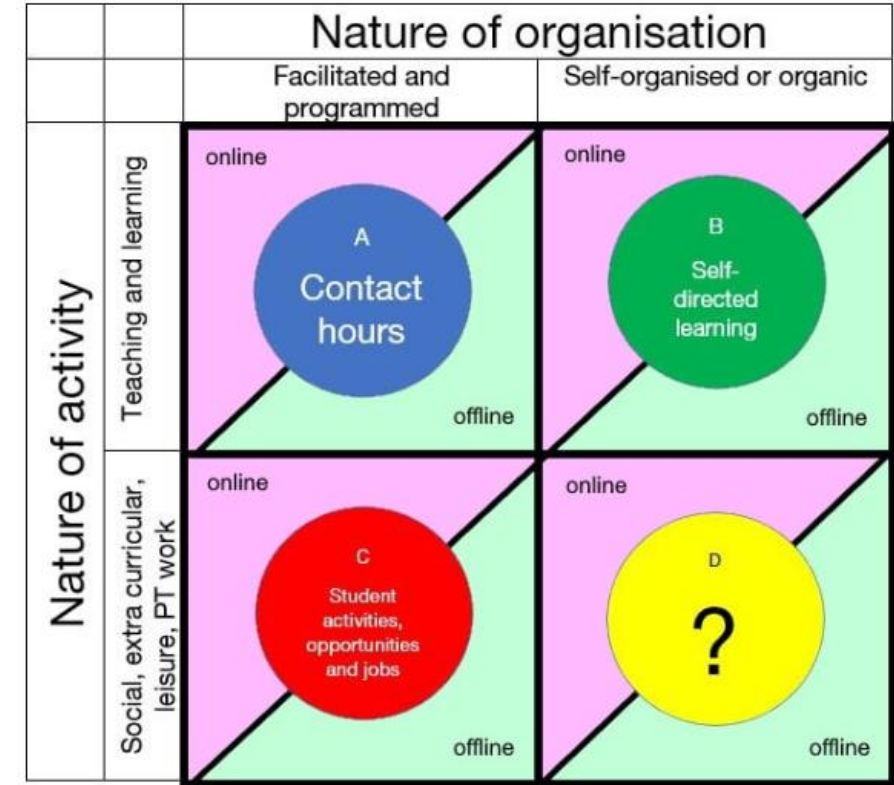 Nature of organisation
Facilitated and
programmed
Self-organised or organic
Nature of activity
Teaching and learning
online
A
Contact
hours
offline
online
B
Self-
directed
learning
offline
Social, extra curricular,
leisure, PT work
online
C
Student
activities,
opportunities
and jobs
offline
online
D
?
offline